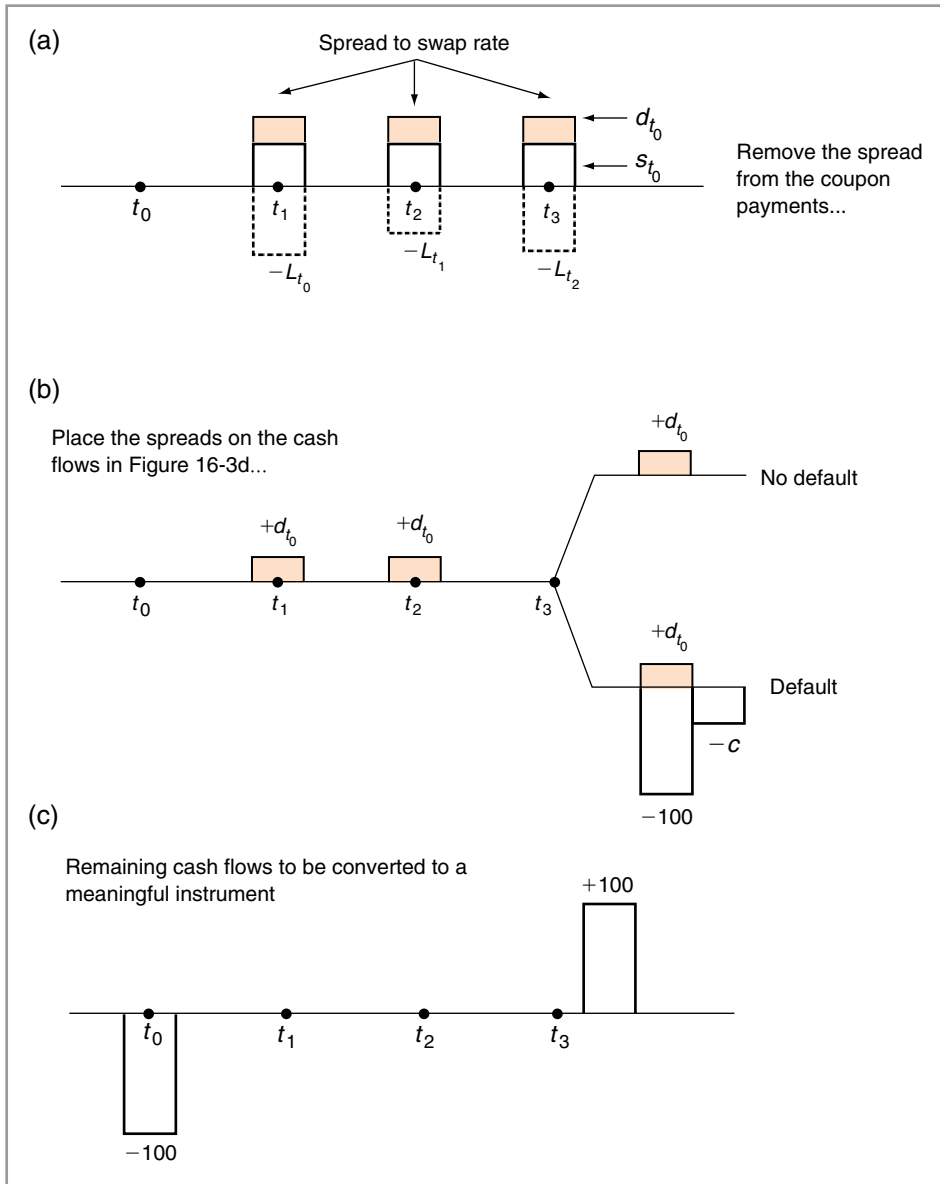 (a)
Spread to swap rate
d_{t_0}
s_{t_0}
Remove the spread
from the coupon
payments...
t_0
t_1
t_2
t_3
−L_{t_0}
−L_{t_1}
−L_{t_2}
(b)
Place the spreads on the cash
flows in Figure 16-3d...
+d_{t_0}
No default
+d_{t_0}
+d_{t_0}
t_0
t_1
t_2
t_3
+d_{t_0}
Default
−c
−100
(c)
Remaining cash flows to be converted to a
meaningful instrument
+100
t_0
t_1
t_2
t_3
−100